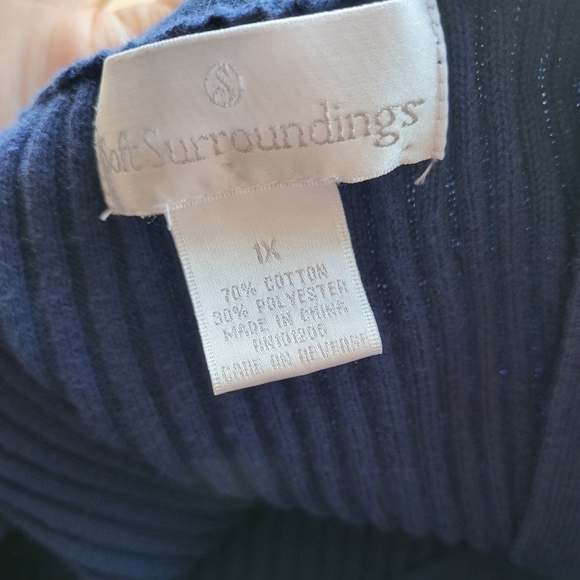 S
Soft Surroundings
1X
70% COTTON
30% POLYESTER
MADE IN CHINA
RN101206
CARE ON REVERSE